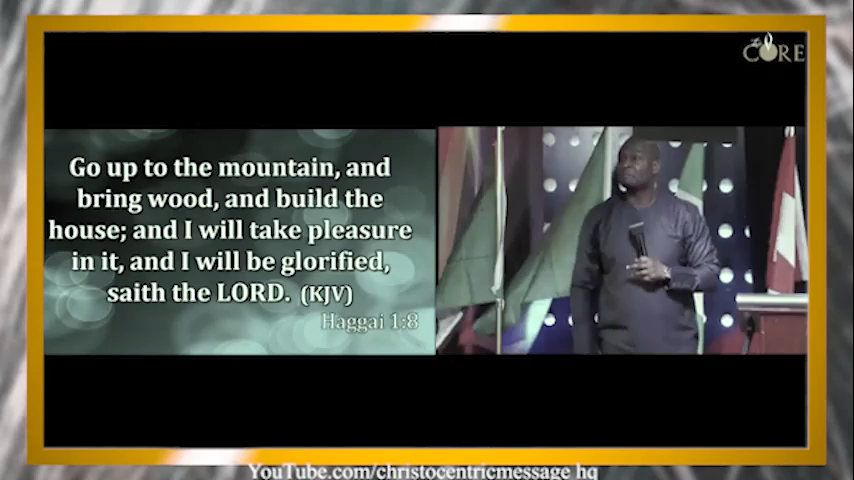 THE
CORE
Go up to the mountain, and
bring wood, and build the
house; and I will take pleasure
in it, and I will be glorified,
saith the LORD. (KJV)
Haggai 1:8
YouTube.com/christocentricmessage hq